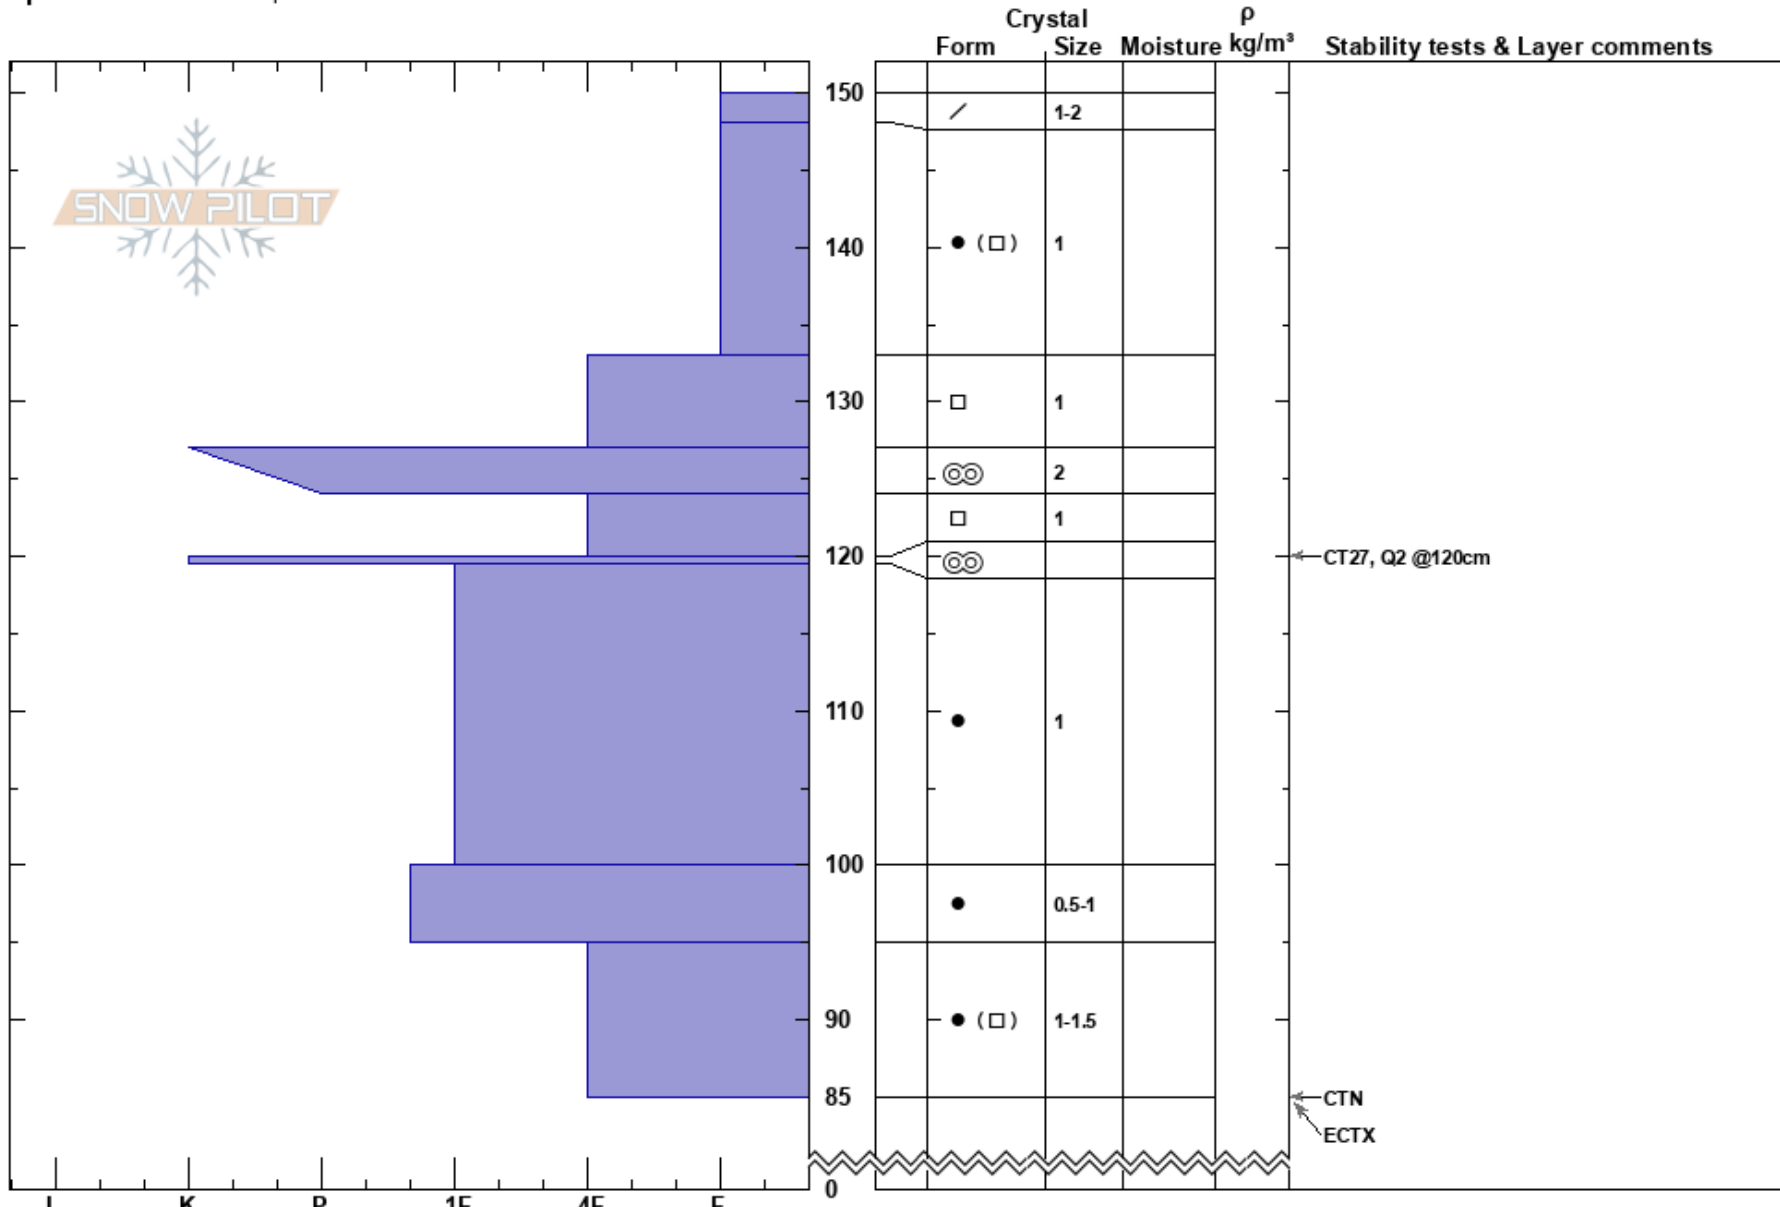 Crystal
ρ
Form Size Moisture kg/m³ Stability tests & Layer comments
150
1-2
SNOW PILOT
140 ( ) 1
130 1
2
1
120 CT27, Q2 @120cm
110 1
100
0.5-1
90 ( ) 1-1.5
85 CTN
ECTX
0
I K P 1F 4F F